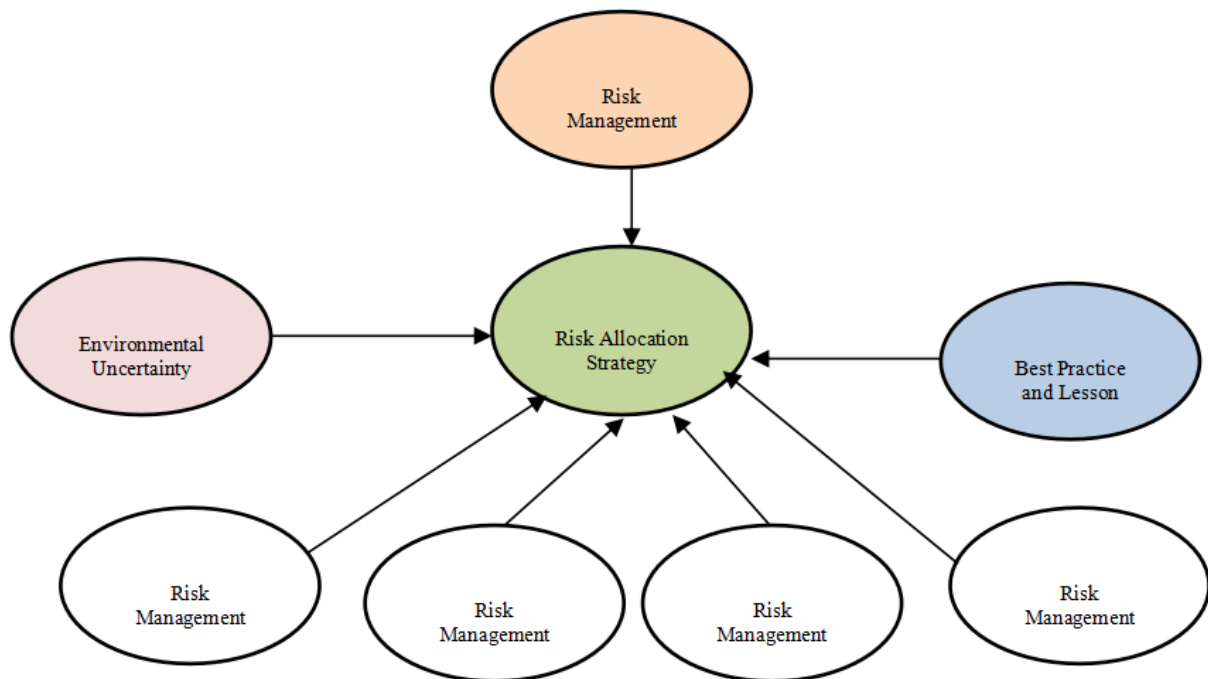 Risk
Management
Environmental
Uncertainty
Risk Allocation
Strategy
Best Practice
and Lesson
Risk
Management
Risk
Management
Risk
Management
Risk
Management